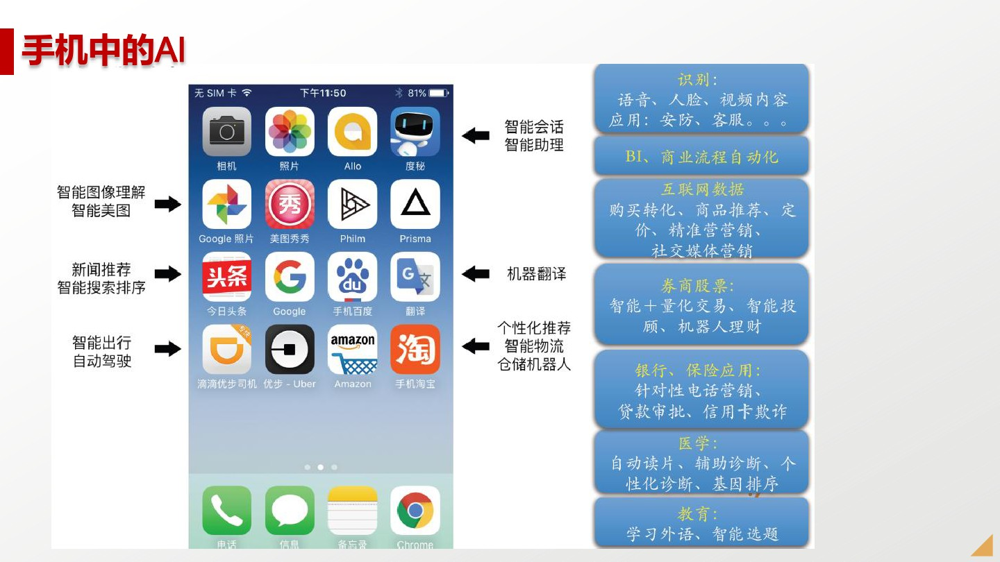 手机中的AI
无 SIM 卡
下午11:50
81%
相机
照片
Allo
度秘
智能会话
智能助理
智能图像理解
智能美图
秀
Google 照片
美图秀秀
Philm
Prisma
新闻推荐
智能搜索排序
头条
G
du
G 文
今日头条
Google
手机百度
翻译
机器翻译
智能出行
自动驾驶
专快
amazon
淘
滴滴优步司机
优步 - Uber
Amazon
手机淘宝
个性化推荐
智能物流
仓储机器人
电话
信息
备忘录
Chrome
识别:
语音、人脸、视频内容
应用: 安防、客服。。。
BI、商业流程自动化
互联网数据
购买转化、商品推荐、定
价、精准营营销、
社交媒体营销
券商股票:
智能＋量化交易、智能投
顾、机器人理财
银行、保险应用:
针对性电话营销、
贷款审批、信用卡欺诈
医学:
自动读片、辅助诊断、个
性化诊断、基因排序
教育:
学习外语、智能选题